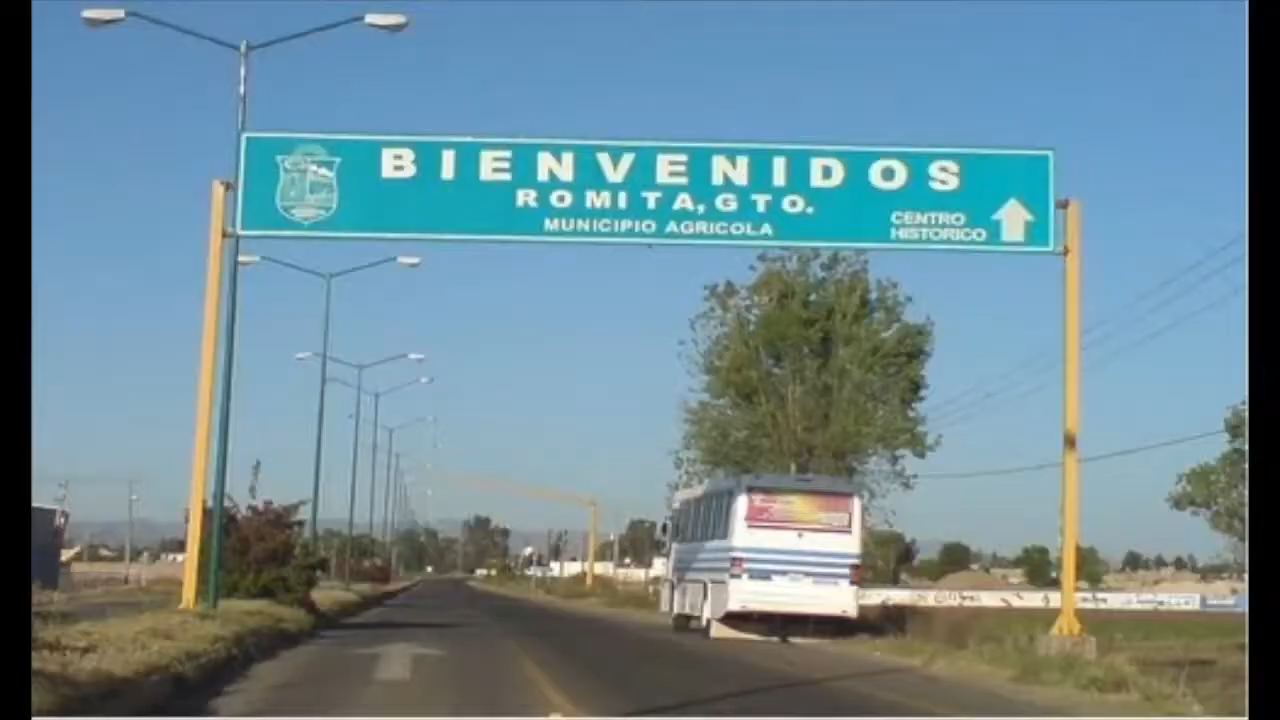 BIENVENIDOS
ROMITA, GTO.
MUNICIPIO AGRICOLA
CENTRO
HISTORICO